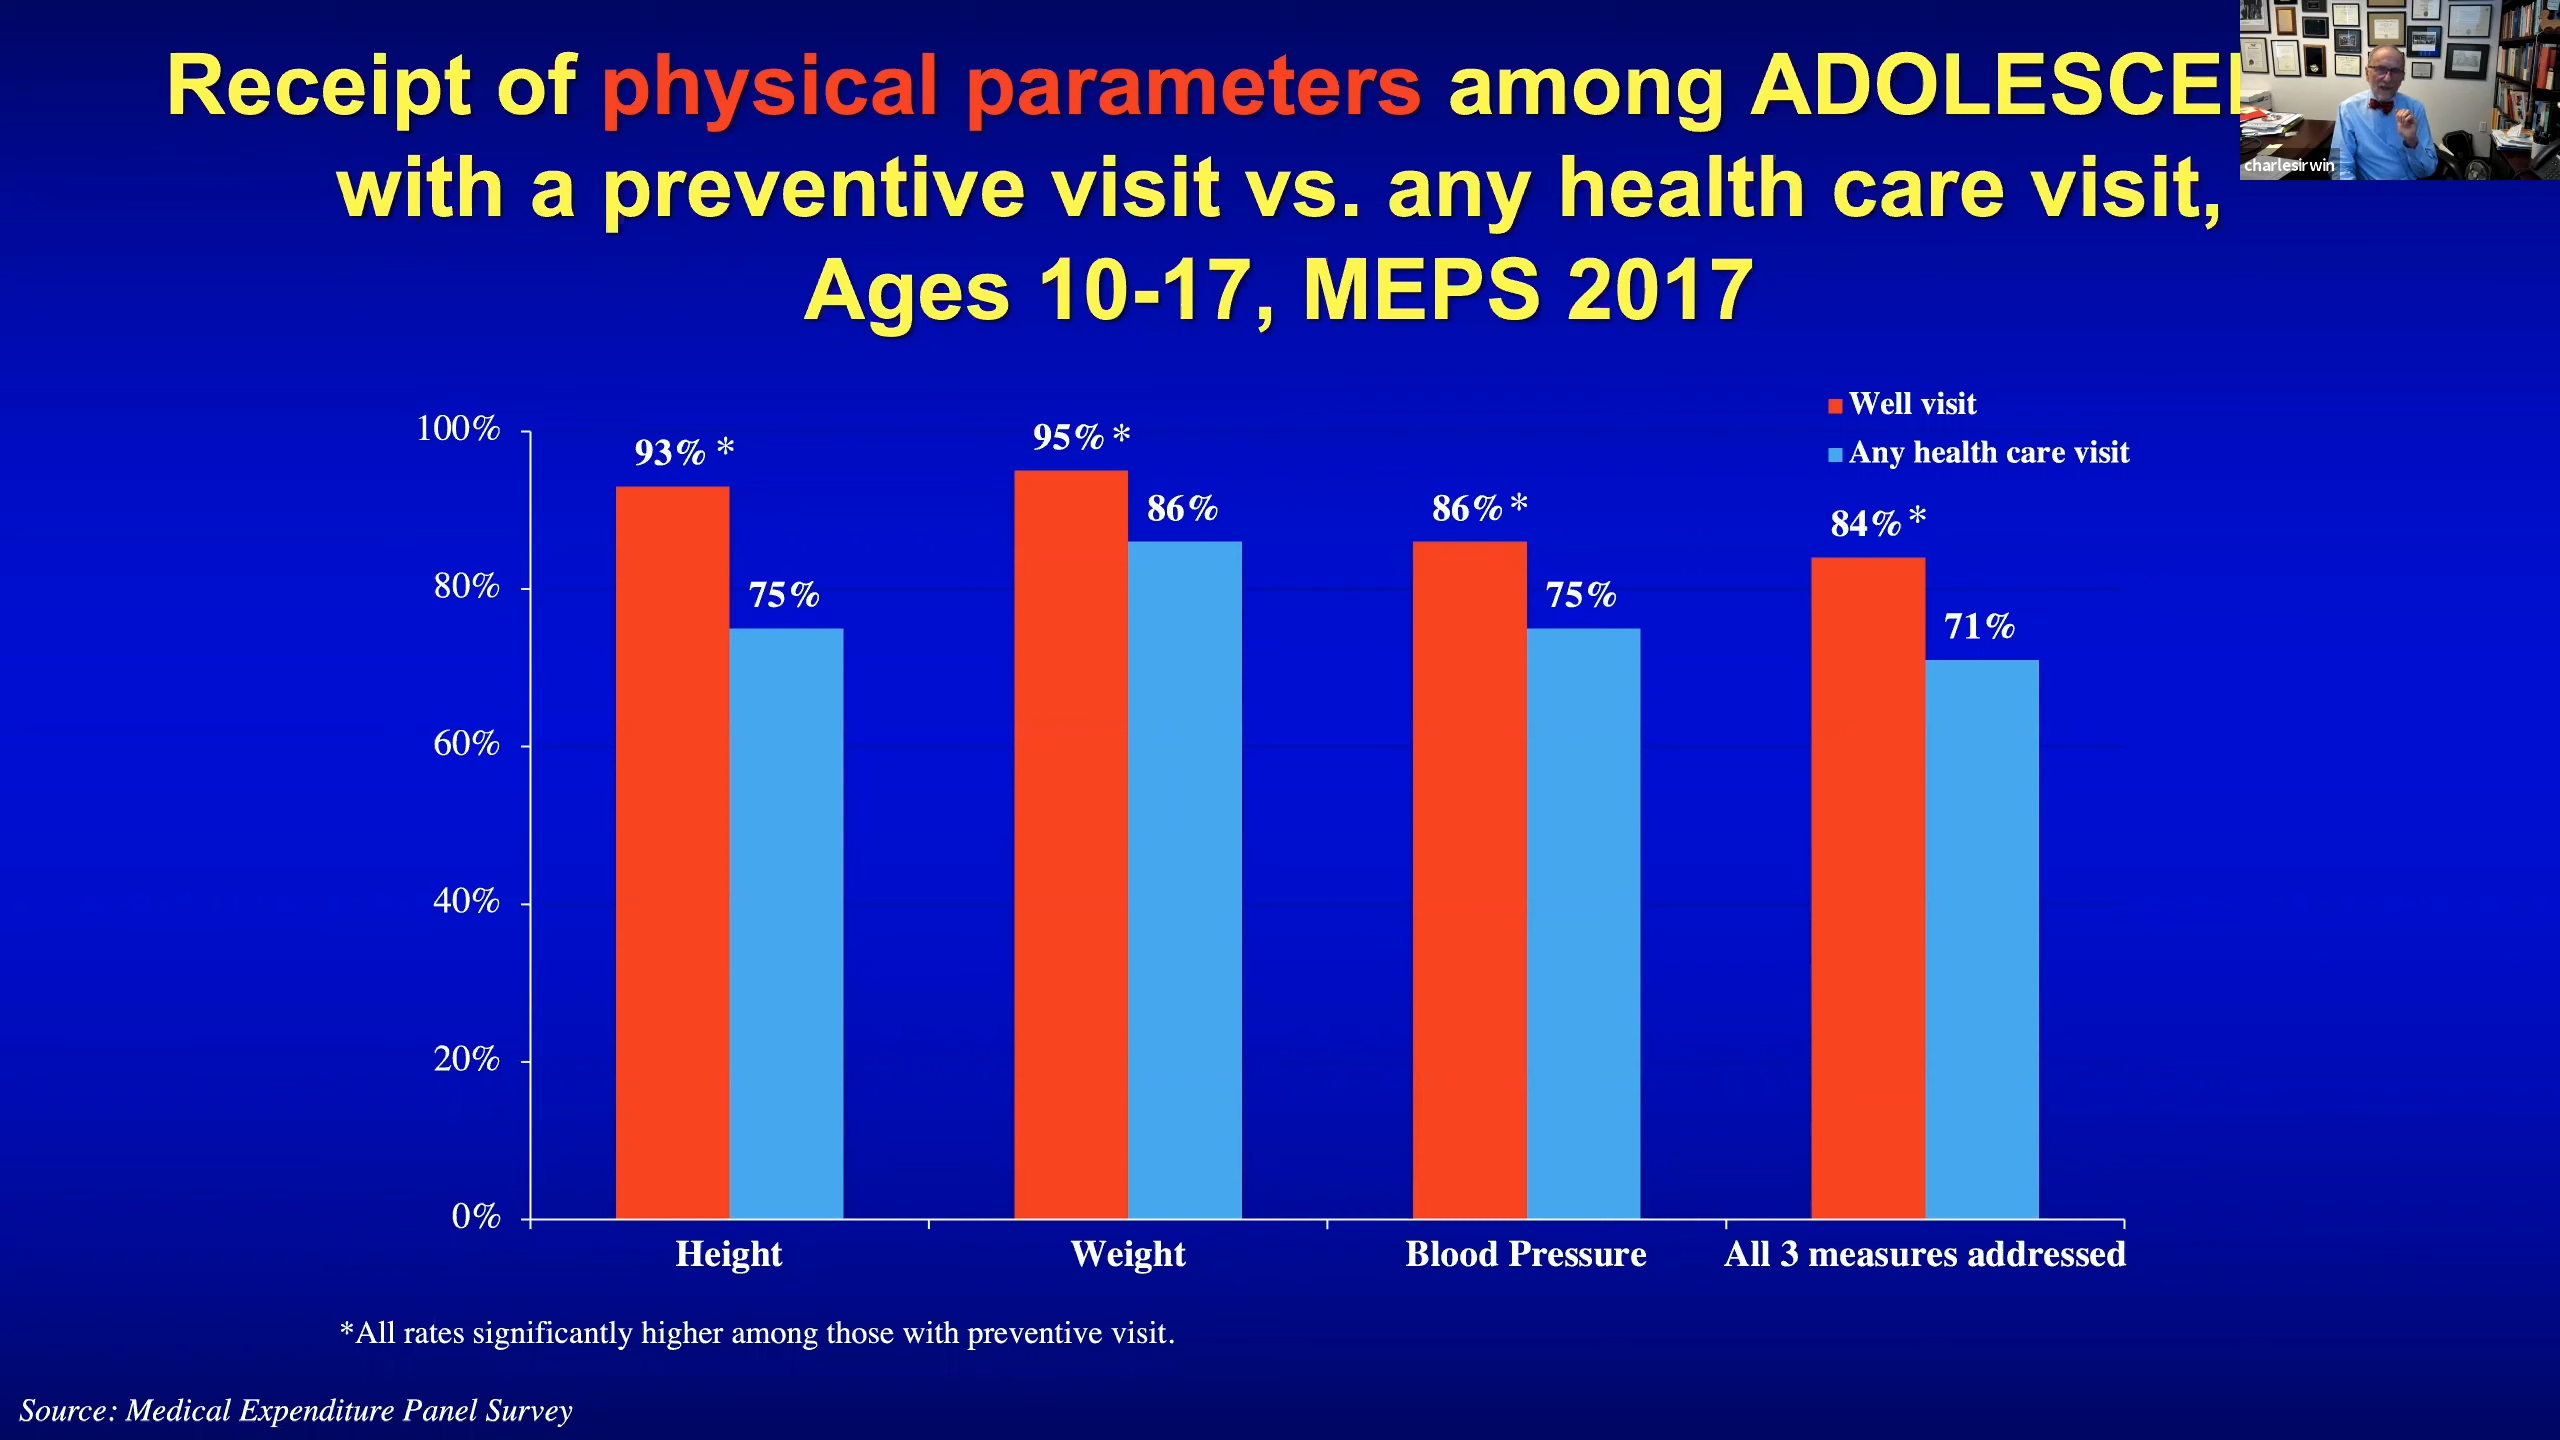 Receipt of physical parameters among ADOLESCE
with a preventive visit vs. any health care visit,
Ages 10-17, MEPS 2017
charlesirwin
Well visit
Any health care visit
100%
80%
60%
40%
20%
0%
93% *
75%
95% *
86%
86% *
75%
84% *
71%
Height
Weight
Blood Pressure
All 3 measures addressed
*All rates significantly higher among those with preventive visit.
Source: Medical Expenditure Panel Survey